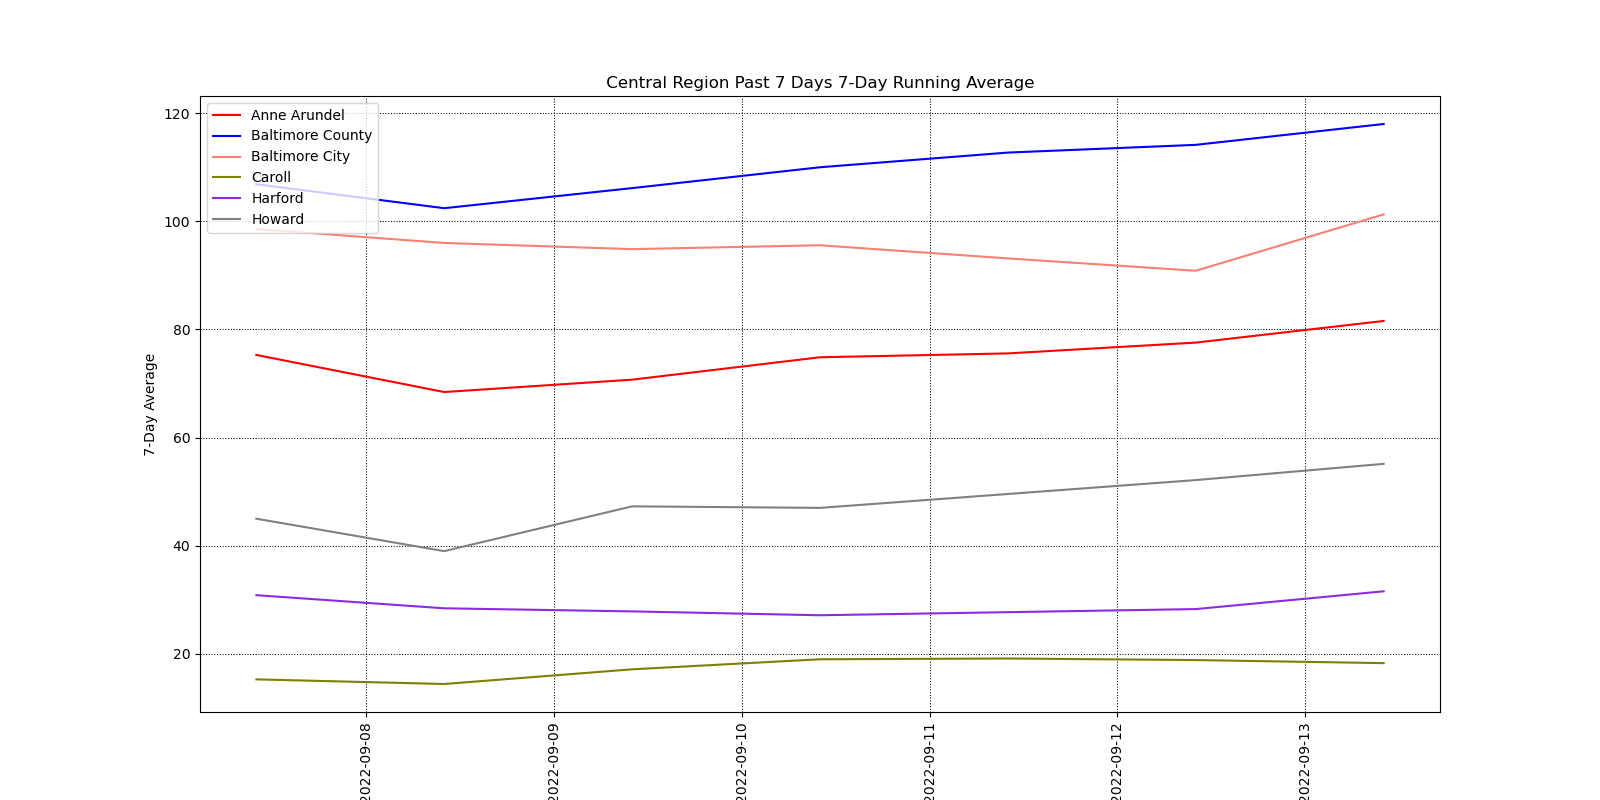 Central Region Past 7 Days 7-Day Running Average
Anne Arundel
Baltimore County
Baltimore City
Caroll
Harford
Howard
7-Day Average
120
100
80
60
40
20
2022-09-08
2022-09-09
2022-09-10
2022-09-11
2022-09-12
2022-09-13